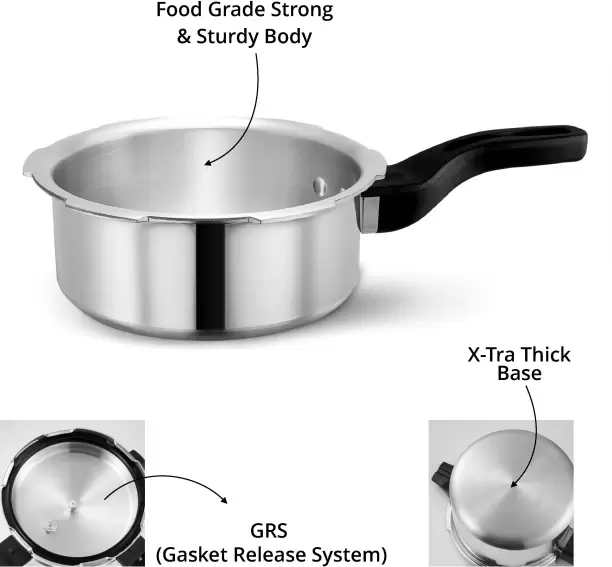 Food Grade Strong
& Sturdy Body
X-Tra Thick
Base
GRS
(Gasket Release System)